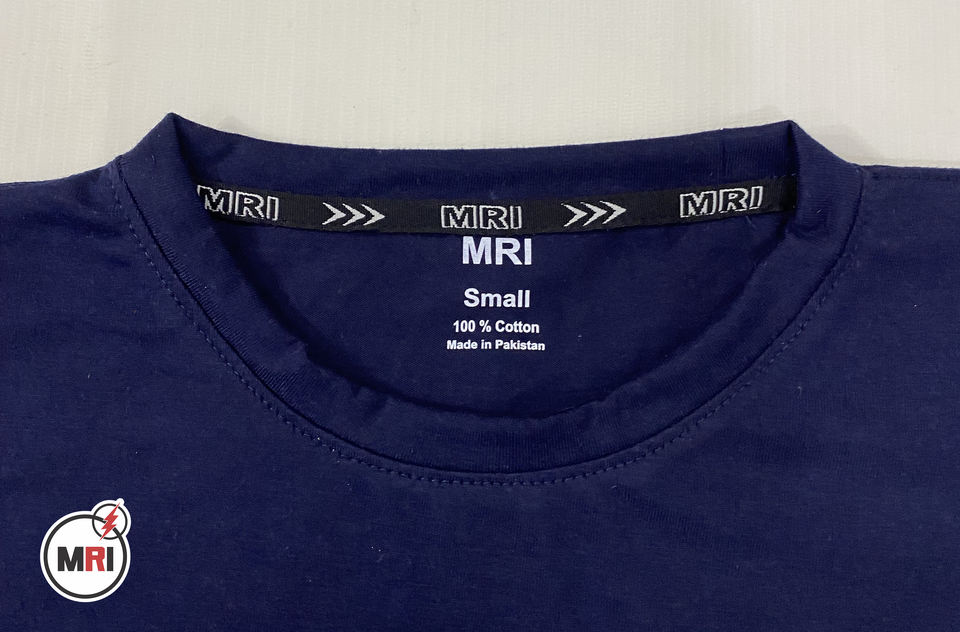 MRI >>> MRI >>> MRI
MRI
Small
100 % Cotton
Made in Pakistan
MRI